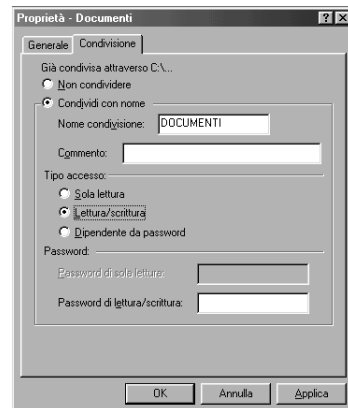 Proprietà - Documenti
Generale Condivisione
Già condivisa attraverso C:\...
Non condividere
Condividi con nome
Nome condivisione: DOCUMENTI
Commento:
Tipo accesso:
Sola lettura
Lettura/scrittura
Dipendente da password
Password:
Password di sola lettura:
Password di lettura/scrittura:
OK Annulla Applica